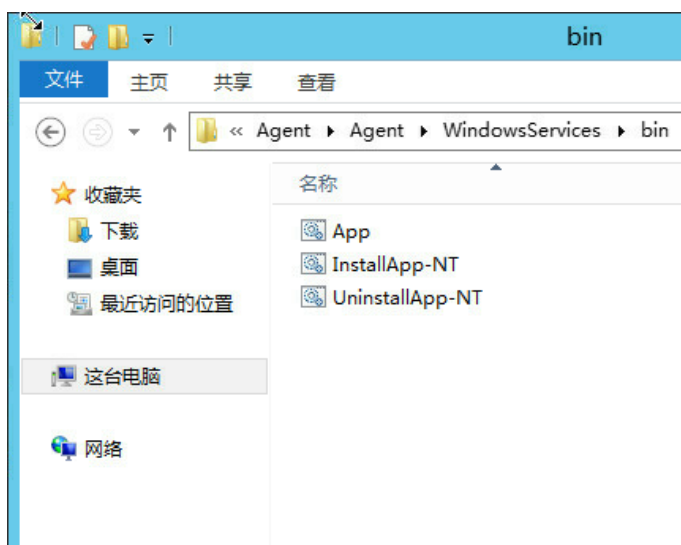 bin
文件 主页 共享 查看
« Agent Agent WindowsServices bin
名称
收藏夹
下载
桌面
最近访问的位置
这台电脑
网络
App
InstallApp-NT
UninstallApp-NT